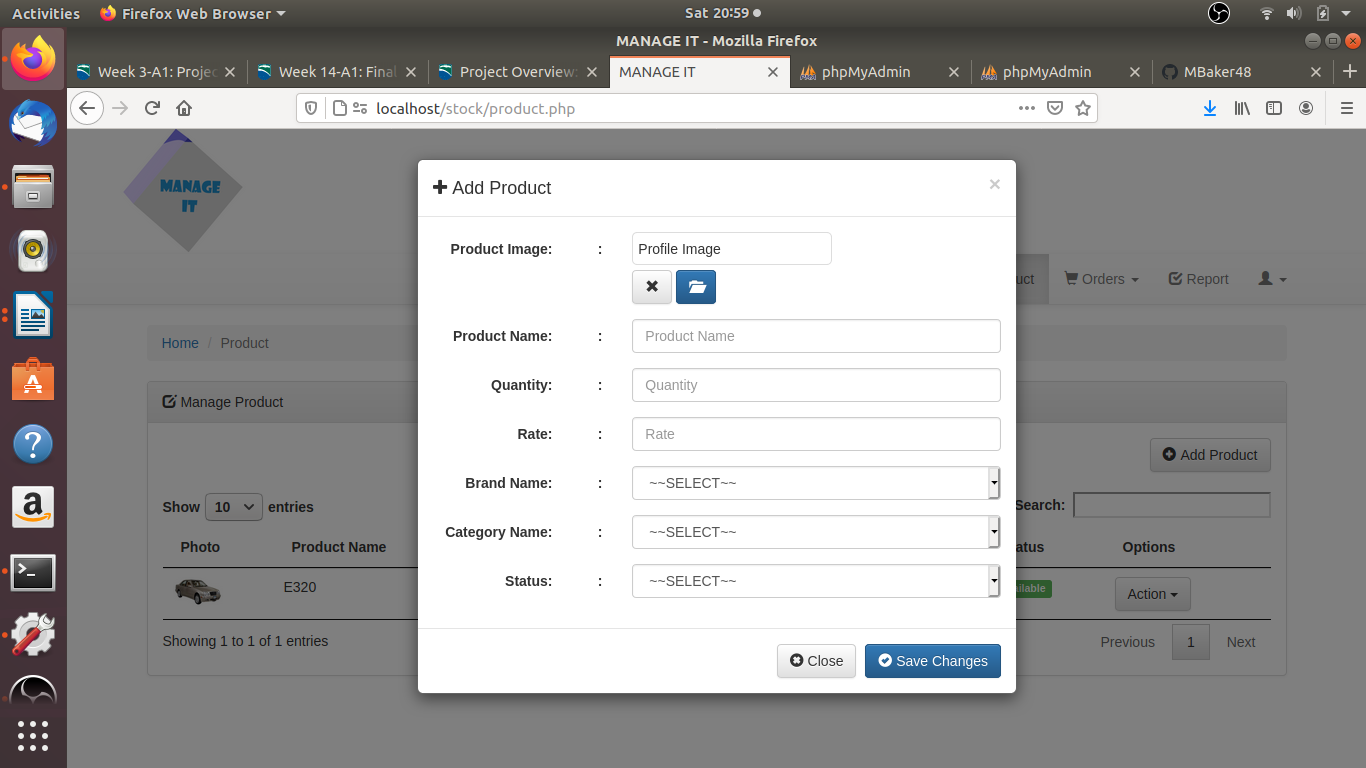 Activities Firefox Web Browser Sat 20:59
MANAGE IT - Mozilla Firefox
Week 3-A1: Projec Week 14-A1: Final Project Overview: MANAGE IT phpMyAdmin phpMyAdmin MBaker48
localhost/stock/product.php
MANAGE
IT
+ Add Product ×
Product Image: : Profile Image
uct Orders Report
Product Name: : Product Name
Home / Product
Quantity: : Quantity
Manage Product
Rate: : Rate
Add Product
Brand Name: : ~~SELECT~~
Show 10 entries Search:
Category Name: : ~~SELECT~~
Photo Product Name atus Options
Status: : ~~SELECT~~
E320 ilable Action
Showing 1 to 1 of 1 entries Previous 1 Next
Close Save Changes